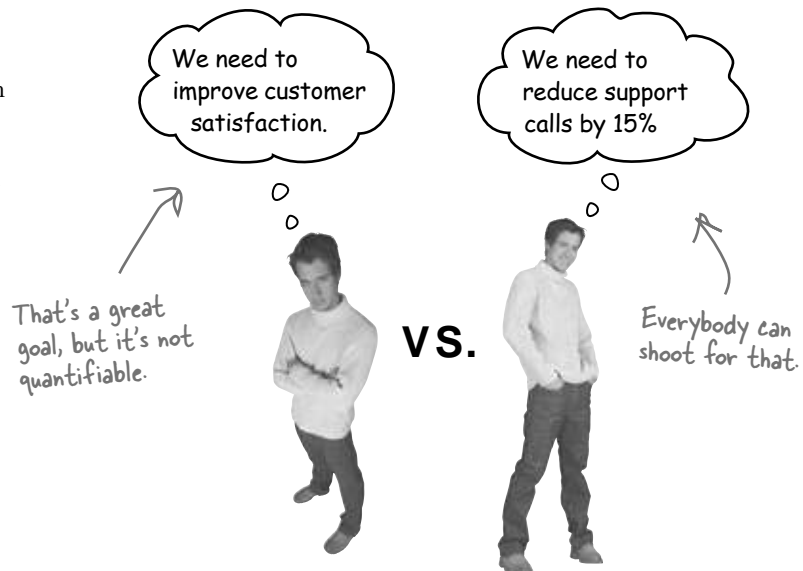 We need to
improve customer
satisfaction.
We need to
reduce support
calls by 15%
That's a great
goal, but it's not
quantifiable.
vs.
Everybody can
shoot for that.